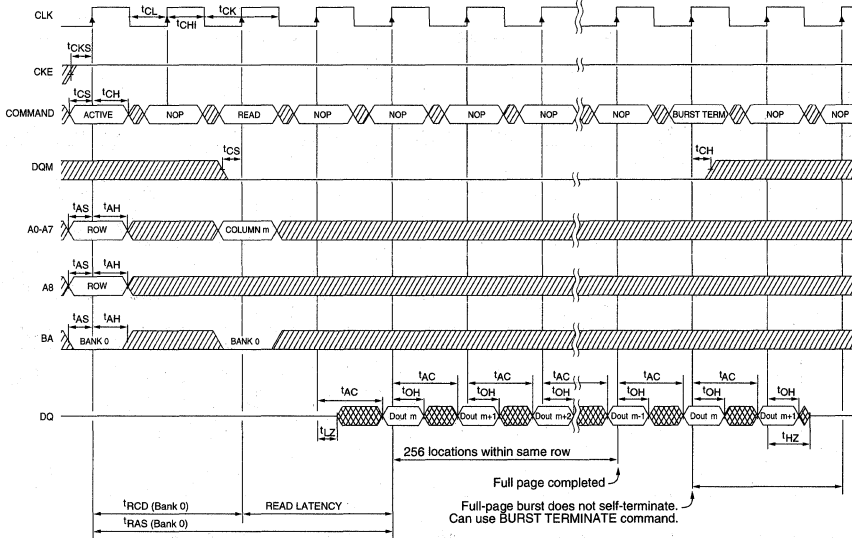 CLK
tCL
tCHI
tCK
tCKS
CKE
tCS tCH
COMMAND ACTIVE NOP READ NOP NOP NOP NOP NOP BURST TERM NOP NOP
tCS tCH
DQM
tAS tAH
A0-A7 ROW COLUMN m
tAS tAH
A8 ROW
tAS tAH
BA BANK 0 BANK 0
tAC tAC tAC tAC tAC tAC
tOH tOH tOH tOH tOH tOH
DQ Dout m Dout m+1 Dout m+2 Dout m-1 Dout m Dout m+1
tLZ tHZ
256 locations within same row
Full page completed
Full-page burst does not self-terminate.
Can use BURST TERMINATE command.
tRCD (Bank 0) READ LATENCY
tRAS (Bank 0)